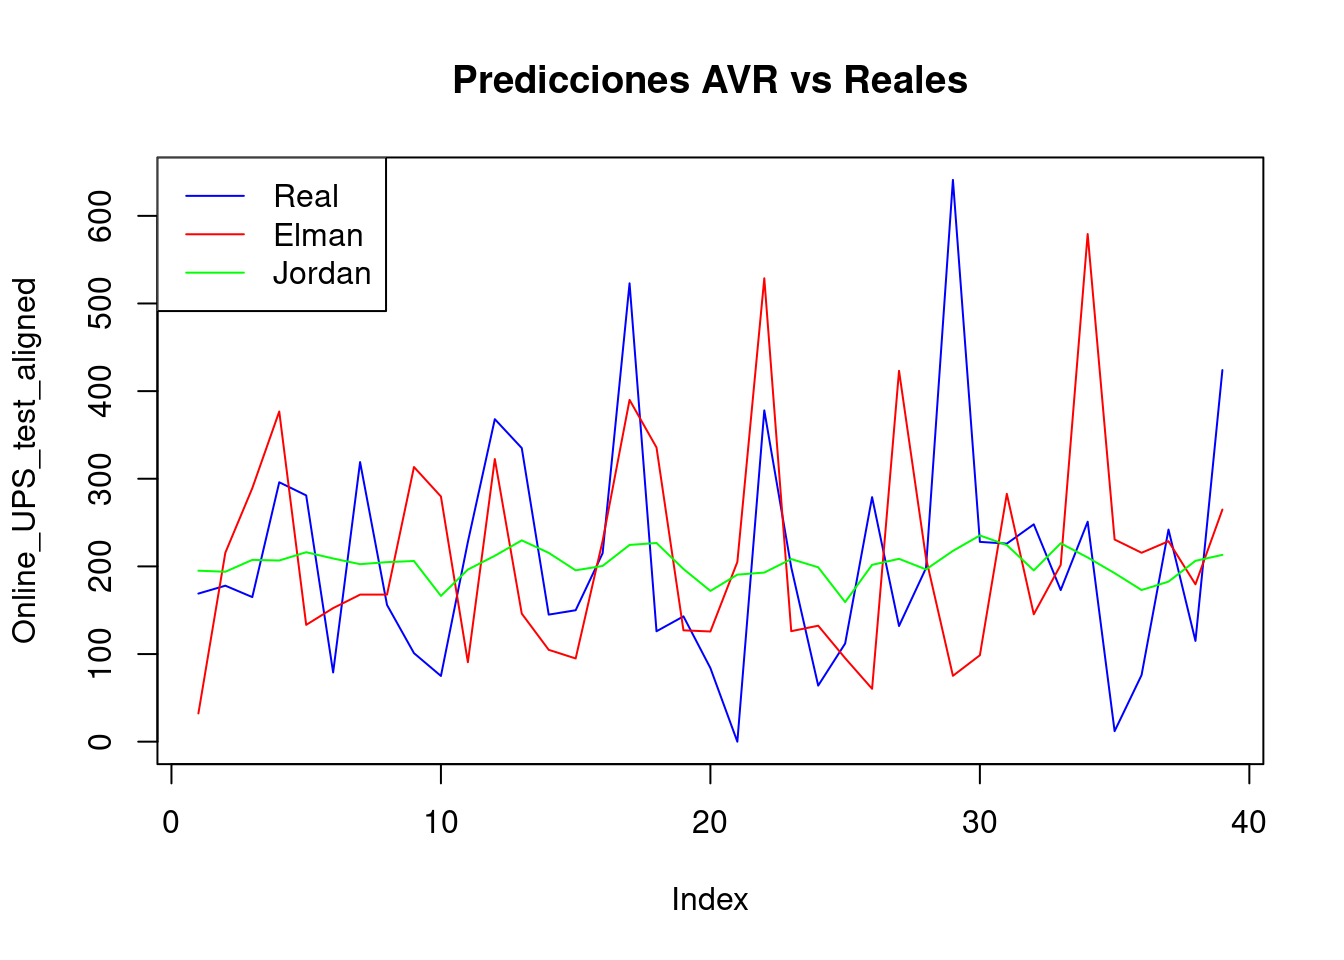 Predicciones AVR vs Reales
Real
Elman
Jordan
Online_UPS_test_aligned
600
500
400
300
200
100
0
0 10 20 30 40
Index